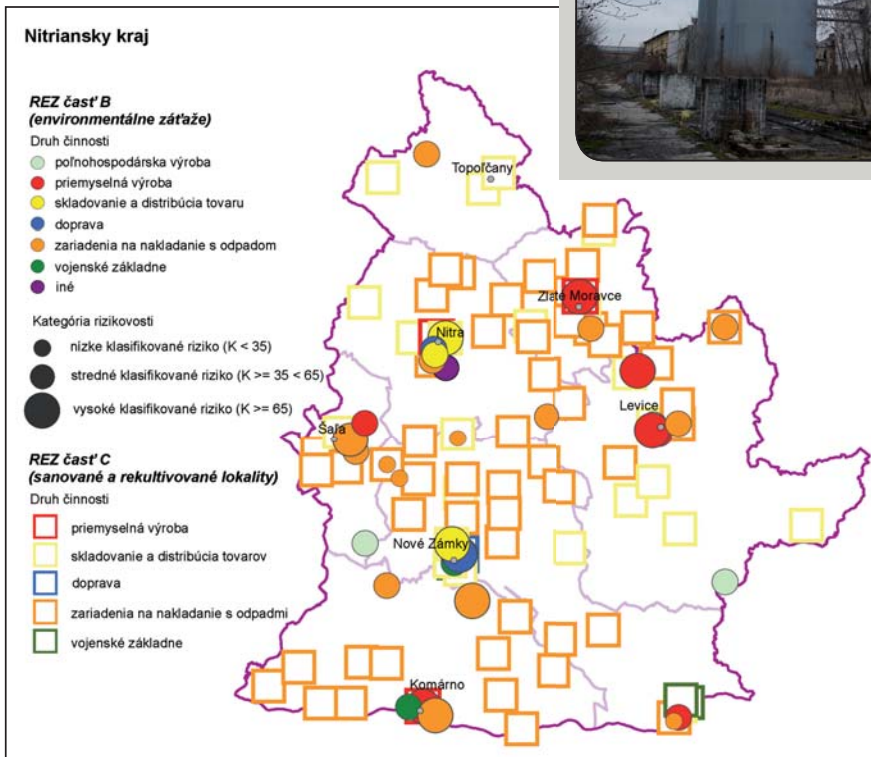 Nitriansky kraj
REZ časť B
(environmentálne záťaže)
Druh činnosti
poľnohospodárska výroba
priemyselná výroba
skladovanie a distribúcia tovaru
doprava
zariadenia na nakladanie s odpadom
vojenské základne
iné
Kategória rizikovosti
nízke klasifikované riziko (K < 35)
stredné klasifikované riziko (K >= 35 < 65)
vysoké klasifikované riziko (K >= 65)
REZ časť C
(sanované a rekultivované lokality)
Druh činnosti
priemyselná výroba
skladovanie a distribúcia tovarov
doprava
zariadenia na nakladanie s odpadmi
vojenské základne
Topoľčany
Zlaté Moravce
Nitra
Levice
Šaľa
Nové Zámky
Komárno